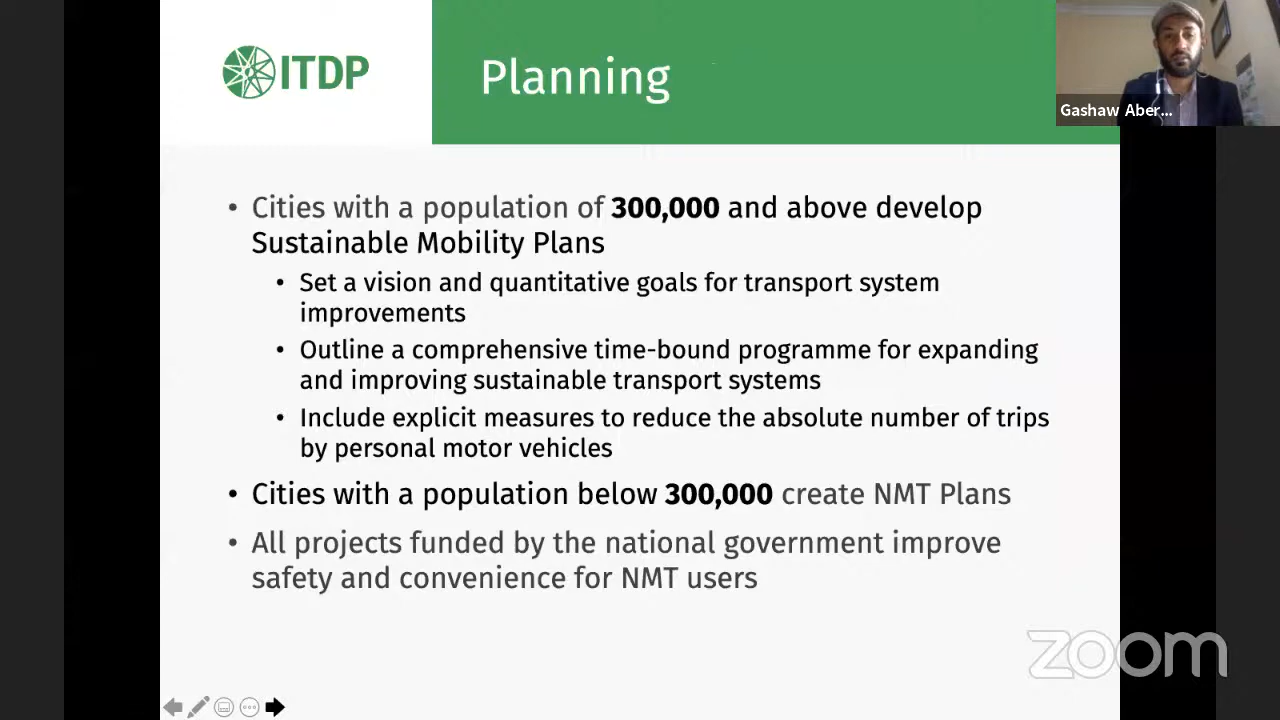 ITDP
Planning
Gashaw Aber...
• Cities with a population of 300,000 and above develop
Sustainable Mobility Plans
• Set a vision and quantitative goals for transport system
improvements
• Outline a comprehensive time-bound programme for expanding
and improving sustainable transport systems
• Include explicit measures to reduce the absolute number of trips
by personal motor vehicles
• Cities with a population below 300,000 create NMT Plans
• All projects funded by the national government improve
safety and convenience for NMT users
zoom